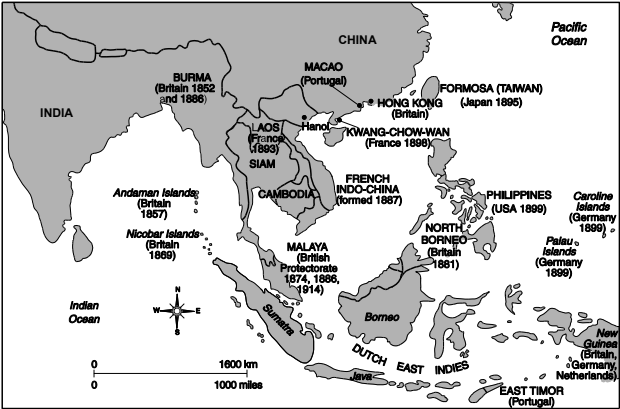 Pacific
Ocean
CHINA
MACAO
(Portugal)
BURMA
(Britain 1852
and 1886)
FORMOSA (TAIWAN)
(Japan 1895)
HONG KONG
(Britain)
INDIA
LAOS
(France
1893)
Hanoi
KWANG-CHOW-WAN
(France 1898)
SIAM
CAMBODIA
FRENCH
INDO-CHINA
(formed 1887)
Andaman Islands
(Britain
1857)
PHILIPPINES
(USA 1899)
Caroline
Islands
(Germany
1899)
Nicobar Islands
(Britain
1869)
NORTH
BORNEO
(Britain
1881)
Palau
Islands
(Germany
1899)
MALAYA
(British
Protectorate
1874, 1886,
1914)
Indian
Ocean
N
W E
S
Sumatra
Borneo
New
Guinea
(Britain,
Germany,
Netherlands)
DUTCH EAST INDIES
Java
0 1600 km
0 1000 miles
EAST TIMOR
(Portugal)